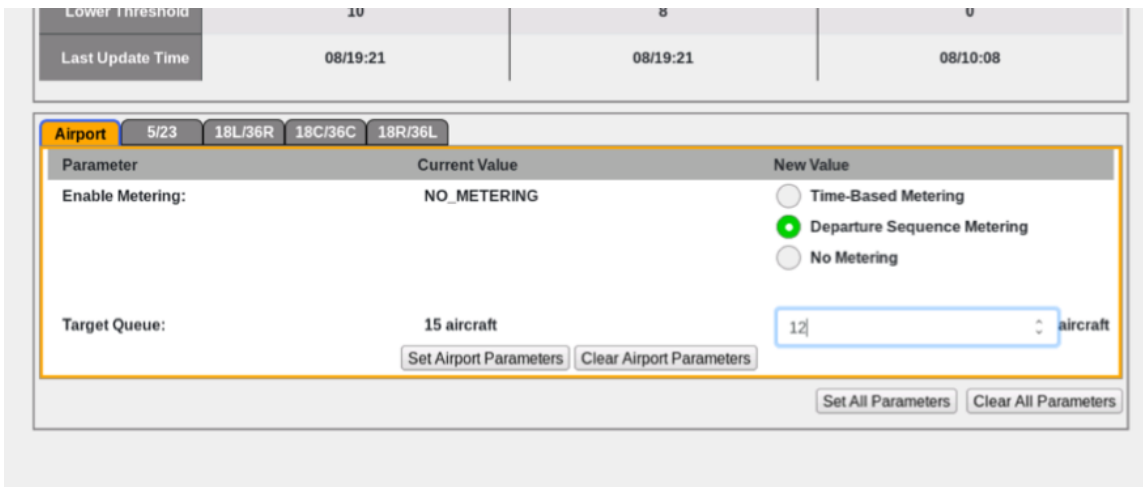 Lower Threshold 10 8 0
Last Update Time 08/19:21 08/19:21 08/10:08
Airport 5/23 18L/36R 18C/36C 18R/36L
Parameter Current Value New Value
Enable Metering: NO_METERING Time-Based Metering
Departure Sequence Metering
No Metering
Target Queue: 15 aircraft 12 aircraft
Set Airport Parameters Clear Airport Parameters
Set All Parameters Clear All Parameters